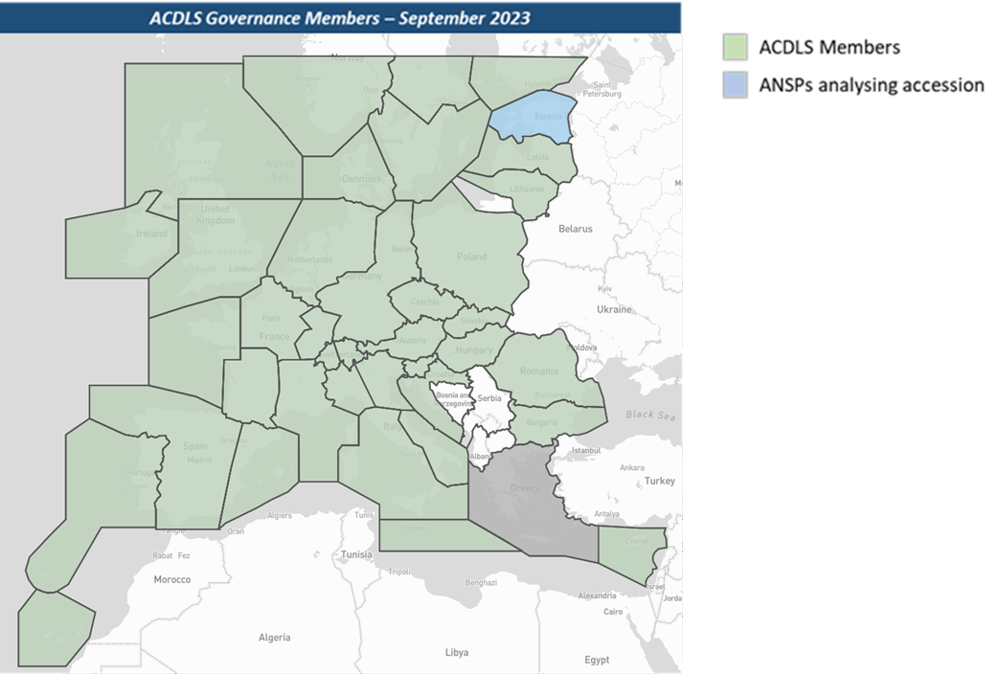 ACDLS Governance Members – September 2023
ACDLS Members
ANSPs analysing accession
Norway
Saint
Petersburg
Estonia
Latvia
North
Sea
Denmark
Lithuania
United
Kingdom
Ireland
Belarus
Netherlands
Berlin
Poland
Germany
Kyiv
Czechia
Ukraine
Paris
France
Austria
Moldova
Hungary
Romania
Bosnia and
Herzegovina
Serbia
Bucharest
Black Sea
Italy
Bulgaria
Spain
Madrid
Istanbul
Ankara
Turkey
Greece
Antalya
Algiers
Tunis
Tangier
Oran
Cyprus
Rabat
Fez
Tunisia
Tripoli
Morocco
Benghazi
Israel
Alexandria
Cairo
Algeria
Libya
Egypt